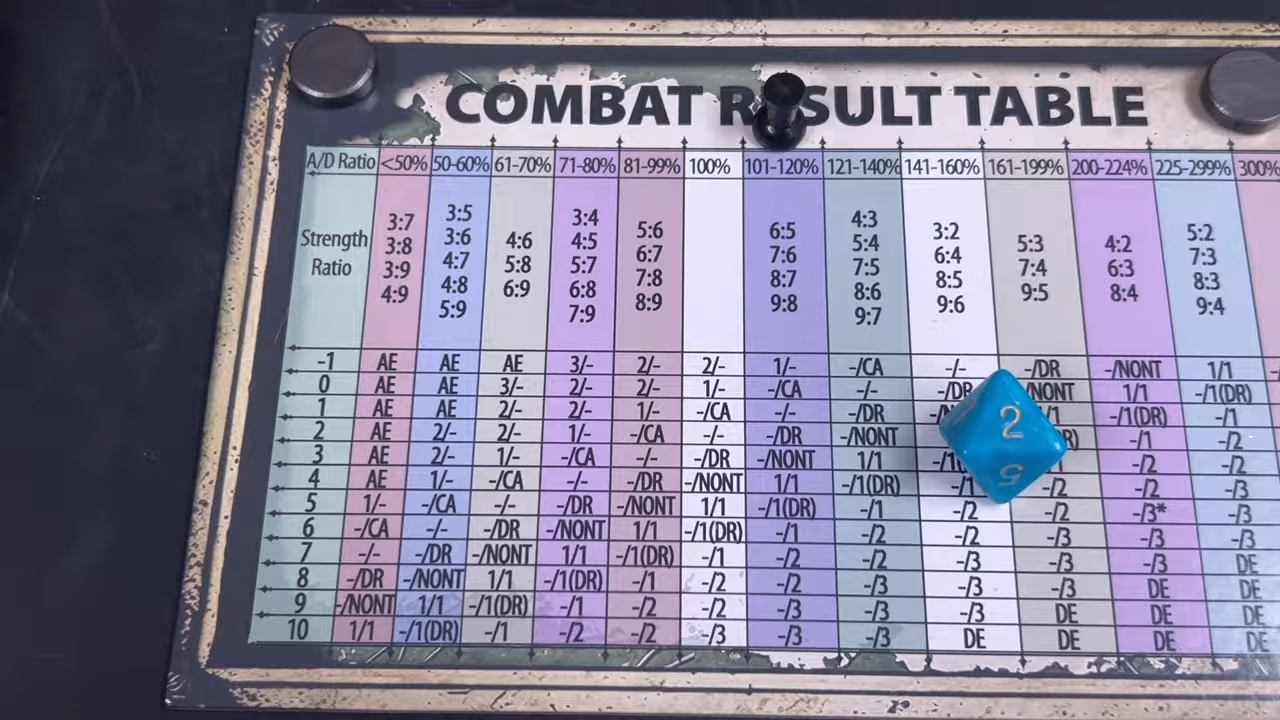 COMBAT R SULT TABLE
A/D Ratio <50% 50-60% 61-70% 71-80% 81-99% 100% 101-120% 121-140% 141-160% 161-199% 200-224% 225-299% 300%
Strength Ratio
3:7 3:8 3:9 4:9
3:5 3:6 4:7 4:8 5:9
4:6 5:8 6:9
3:4 4:5 5:7 6:8 7:9
5:6 6:7 7:8 8:9
6:5 7:6 8:7 9:8
4:3 5:4 7:5 8:6 9:7
3:2 6:4 8:5 9:6
5:3 7:4 9:5
4:2 6:3 8:4
5:2 7:3 8:3 9:4
-1 AE AE AE 3/- 2/- 2/- 1/- -/CA -/- -/DR -/NONT 1/1
0 AE AE 3/- 2/- 2/- 1/- -/CA -/- -/DR /NONT 1/1 -/1(DR)
1 AE AE 2/- 2/- 1/- -/CA -/- -/DR -/1(DR) -/1
2 AE 2/- 2/- 1/- -/CA -/- -/DR -/NONT -/1 -/2
3 AE 2/- 1/- -/CA -/- -/DR -/NONT 1/1 -/2 -/2
4 AE 1/- -/CA -/- -/DR -/NONT 1/1 -/1(DR) -/1 -/2 -/2 -/3
5 1/- -/CA -/- -/DR -/NONT 1/1 -/1(DR) -/1 -/2 -/2 -/3* -/3
6 -/CA -/- -/DR -/NONT 1/1 -/1(DR) -/1 -/2 -/2 -/3 -/3 -/3
7 -/- -/DR -/NONT 1/1 -/1(DR) -/1 -/2 -/2 -/3 -/3 -/3 DE
8 -/DR -/NONT 1/1 -/1(DR) -/1 -/2 -/2 -/3 -/3 -/3 DE DE
9 -/NONT 1/1 -/1(DR) -/1 -/2 -/2 -/3 -/3 -/3 DE DE DE
10 1/1 -/1(DR) -/1 -/2 -/2 -/3 -/3 -/3 DE DE DE DE
2
5